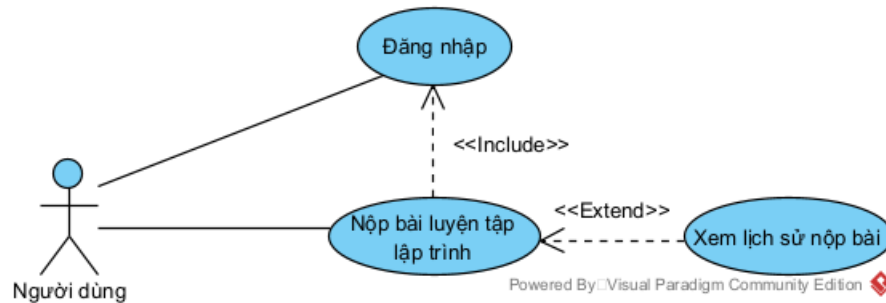 Đăng nhập
<<Include>>
Nộp bài luyện tập
lập trình
<<Extend>>
Xem lịch sử nộp bài
Người dùng
Powered By Visual Paradigm Community Edition